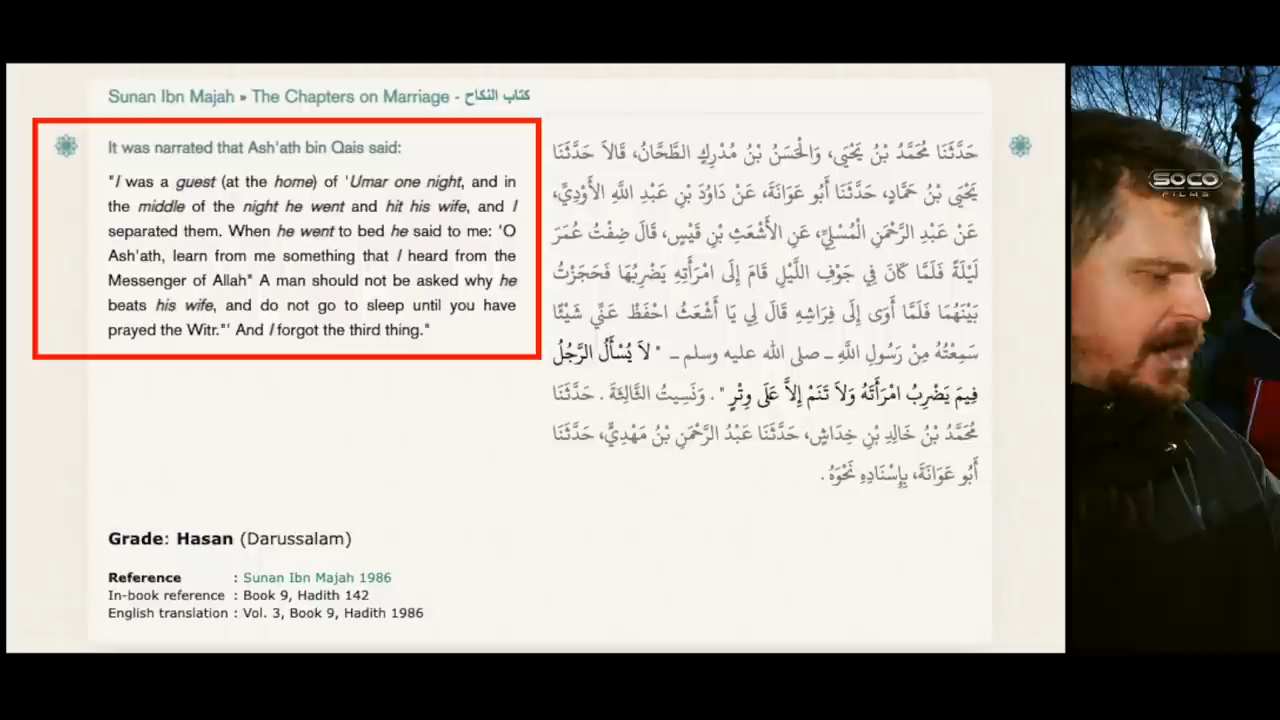 Sunan Ibn Majah » The Chapters on Marriage - كتاب النكاح
It was narrated that Ash'ath bin Qais said:
"I was a guest (at the home) of 'Umar one night, and in
the middle of the night he went and hit his wife, and I
separated them. When he went to bed he said to me: 'O
Ash'ath, learn from me something that I heard from the
Messenger of Allah" A man should not be asked why he
beats his wife, and do not go to sleep until you have
prayed the Witr."' And I forgot the third thing."
حَدَّثَنَا مُحَمَّدُ بْنُ يَحْيَى، وَالْحَسَنُ بْنُ مُدْرِكٍ الطَّحَّانُ، قَالاَ حَدَّثَنَا
يَحْيَى بْنُ حَمَّادٍ، حَدَّثَنَا أَبُو عَوَانَةَ، عَنْ دَاوُدَ بْنِ عَبْدِ اللَّهِ الأَوْدِيِّ،
عَنْ عَبْدِ الرَّحْمَنِ الْمُسْلِيِّ، عَنِ الأَشْعَثِ بْنِ قَيْسٍ، قَالَ ضِفْتُ عُمَرَ
لَيْلَةً فَلَمَّا كَانَ فِي جَوْفِ اللَّيْلِ قَامَ إِلَى امْرَأَتِهِ يَضْرِبُهَا فَحَجَزْتُ
بَيْنَهُمَا فَلَمَّا أَوَى إِلَى فِرَاشِهِ قَالَ لِي يَا أَشْعَثُ احْفَظْ عَنِّي شَيْئًا
سَمِعْتُهُ مِنْ رَسُولِ اللَّهِ ـ صلى الله عليه وسلم ـ " لاَ يُسْأَلُ الرَّجُلُ
فِيمَ يَضْرِبُ امْرَأَتَهُ وَلاَ تَنَمْ إِلاَّ عَلَى وِتْرٍ " . وَنَسِيتُ الثَّالِثَةَ . حَدَّثَنَا
مُحَمَّدُ بْنُ خَالِدِ بْنِ خِدَاشٍ، حَدَّثَنَا عَبْدُ الرَّحْمَنِ بْنُ مَهْدِيٍّ، حَدَّثَنَا
أَبُو عَوَانَةَ، بِإِسْنَادِهِ نَحْوَهُ .
Grade: Hasan (Darussalam)
Reference : Sunan Ibn Majah 1986
In-book reference : Book 9, Hadith 142
English translation : Vol. 3, Book 9, Hadith 1986
SOCO
FILMS